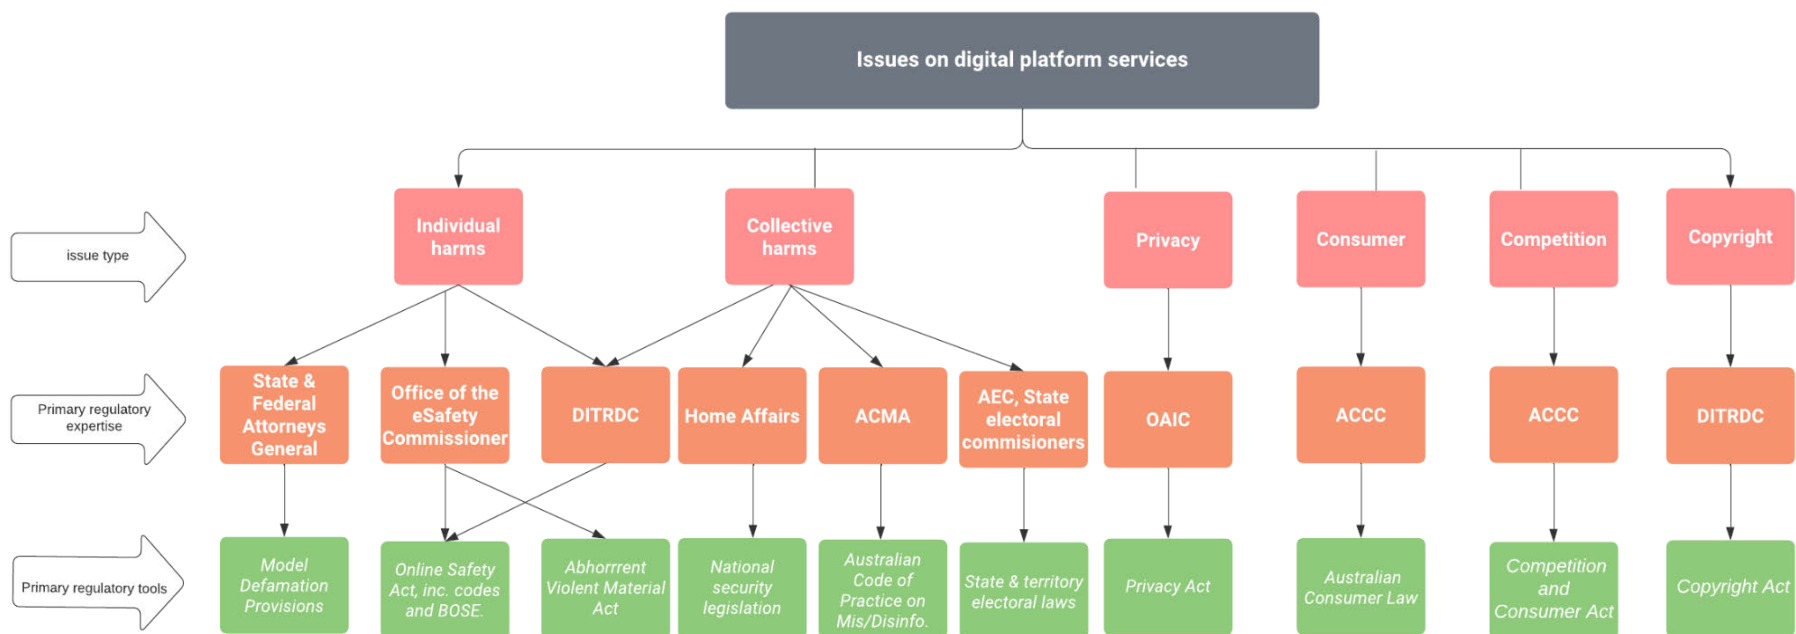 Issues on digital platform services
issue type
Individual
harms
Collective
harms
Privacy
Consumer
Competition
Copyright
Primary regulatory
expertise
State &
Federal
Attorneys
General
Office of the
eSafety
Commissioner
DITRDC
Home Affairs
ACMA
AEC, State
electoral
commisioners
OAIC
ACCC
ACCC
DITRDC
Primary regulatory tools
Model
Defamation
Provisions
Online Safety
Act, inc. codes
and BOSE.
Abhorrrent
Violent Material
Act
National
security
legislation
Australian
Code of
Practice on
Mis/Disinfo.
State & territory
electoral laws
Privacy Act
Australian
Consumer Law
Competition
and
Consumer Act
Copyright Act